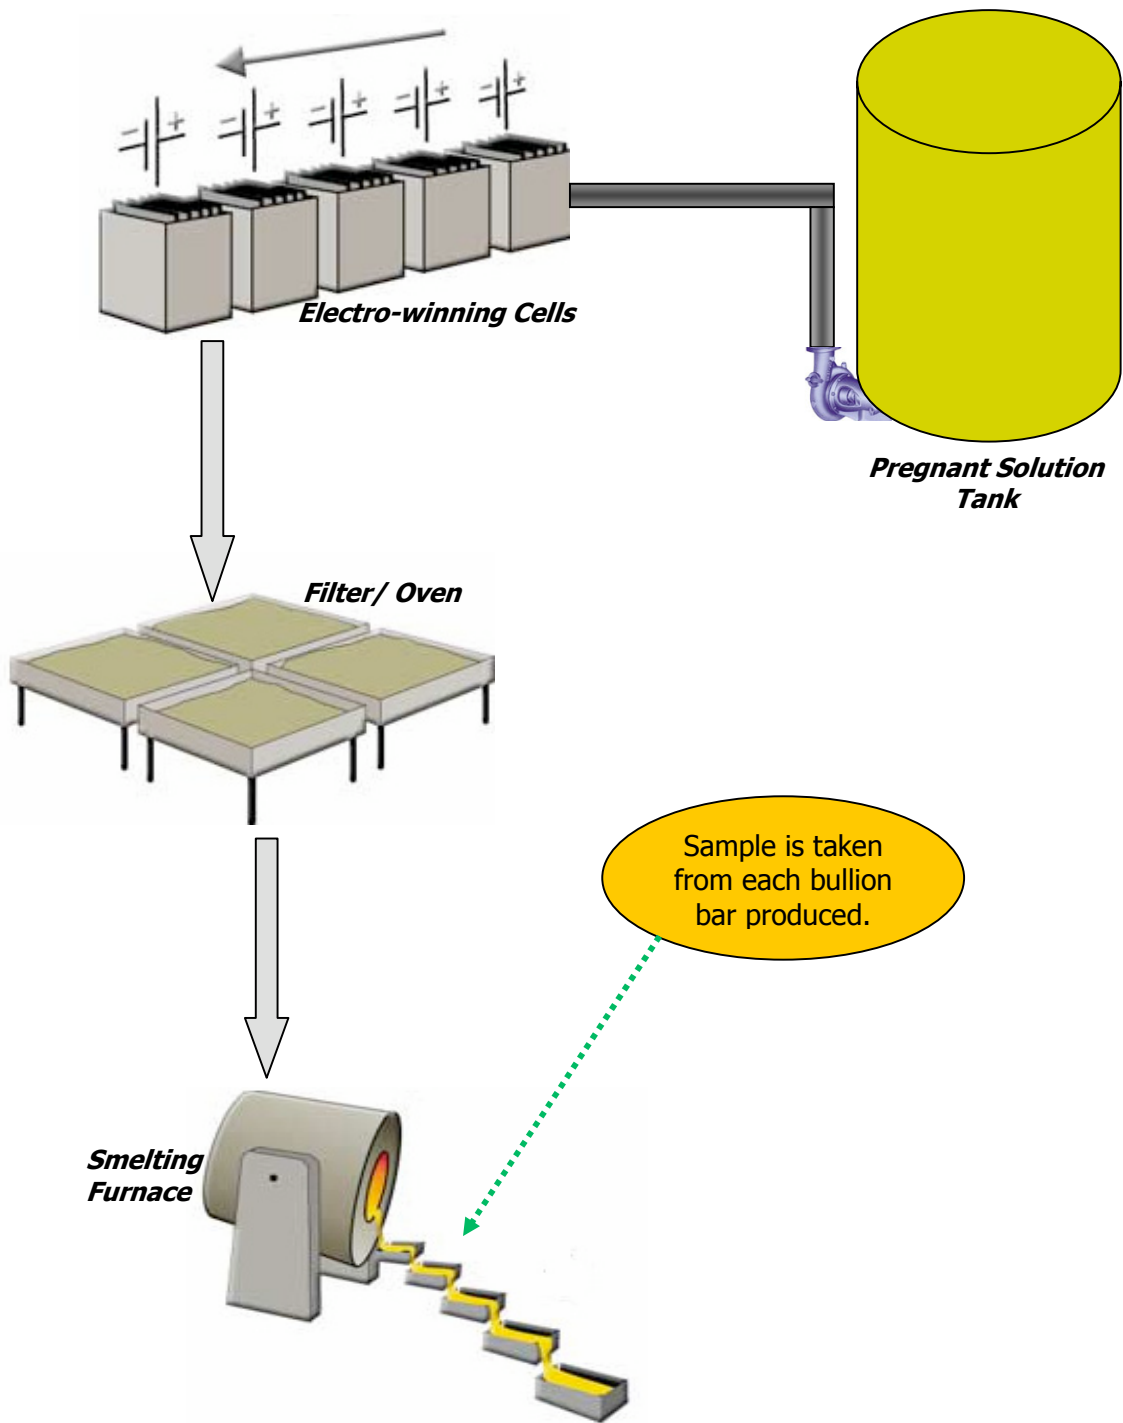 − + − + − + − + − +
Electro-winning Cells
Pregnant Solution
Tank
Filter/ Oven
Sample is taken
from each bullion
bar produced.
Smelting
Furnace